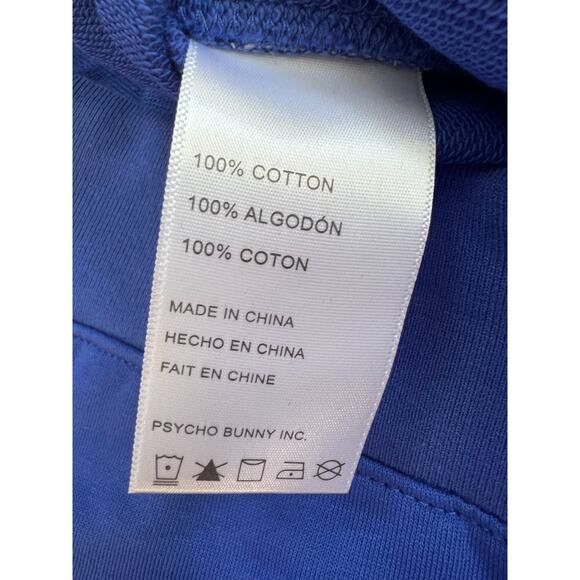 100% COTTON
100% ALGODÓN
100% COTON
MADE IN CHINA
HECHO EN CHINA
FAIT EN CHINE
PSYCHO BUNNY INC.